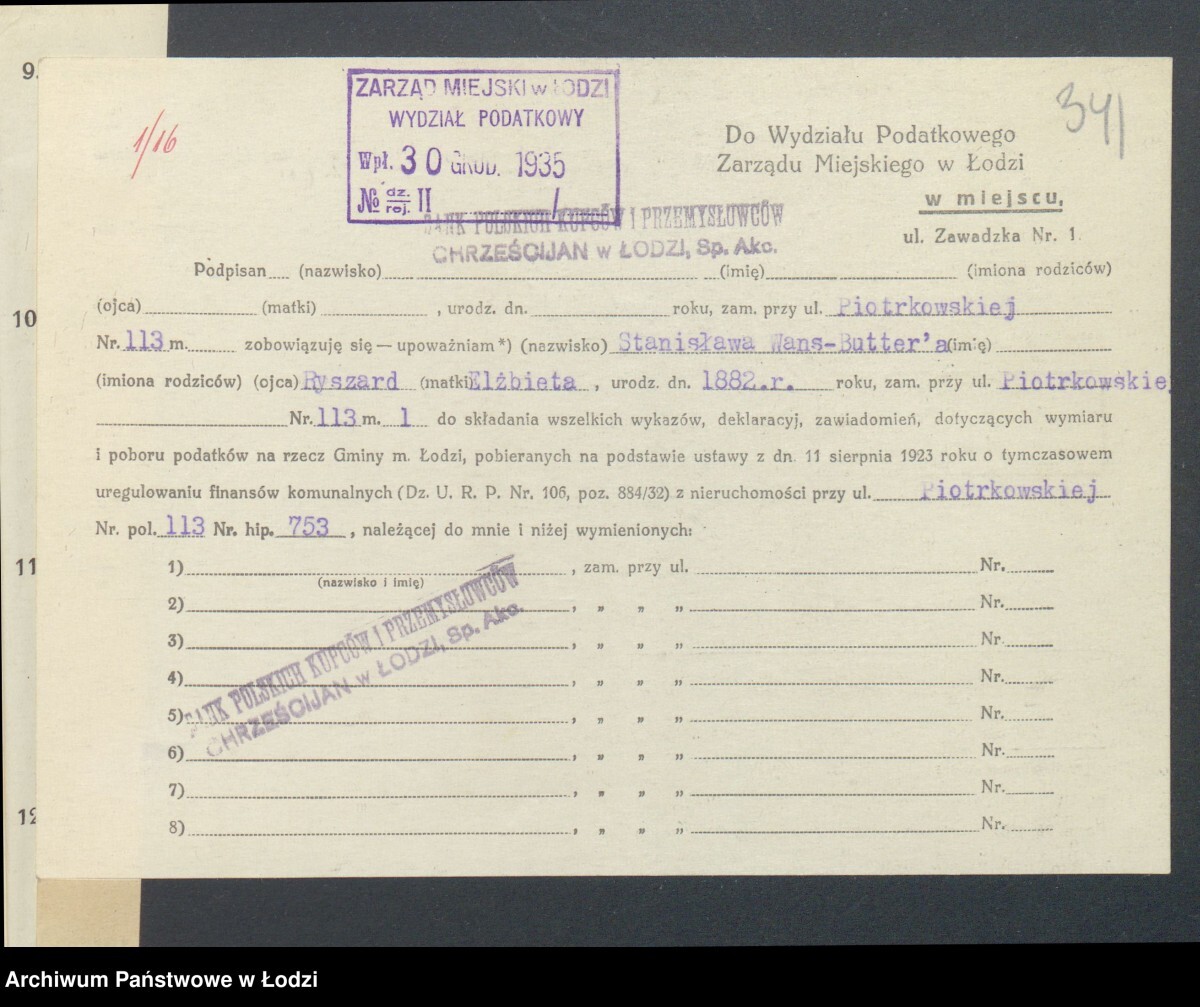 9.
10
11
12
1/16
ZARZĄD MIEJSKI w ŁODZI
WYDZIAŁ PODATKOWY
Wpł. 30 GRUD. 1935
№ dz./rej. II /
341
Do Wydziału Podatkowego
Zarządu Miejskiego w Łodzi
w miejscu,
ul. Zawadzka Nr. 1.
BANK POLSKICH KUPCÓW I PRZEMYSŁOWCÓW
CHRZEŚCIJAN w ŁODZI, Sp. Akc.
Podpisan (nazwisko) (imię) (imiona rodziców)
(ojca) (matki) , urodz. dn. roku, zam. przy ul. Piotrkowskiej
Nr. 113 m. zobowiązuję się — upoważniam *) (nazwisko) Stanisława Wans-Butter'a (imię)
(imiona rodziców) (ojca) Ryszard (matki Elżbieta , urodz. dn. 1882.r. roku, zam. przy ul. Piotrkowskie
Nr. 113 m. 1 do składania wszelkich wykazów, deklaracyj, zawiadomień, dotyczących wymiaru
i poboru podatków na rzecz Gminy m. Łodzi, pobieranych na podstawie ustawy z dn. 11 sierpnia 1923 roku o tymczasowem
uregulowaniu finansów komunalnych (Dz. U. R. P. Nr. 106, poz. 884/32) z nieruchomości przy ul. Piotrkowskiej
Nr. pol. 113 Nr. hip. 753 , należącej do mnie i niżej wymienionych:
1) , zam. przy ul. Nr.
(nazwisko i imię)
2) , „ „ „ Nr.
3) , „ „ „ Nr.
4) , „ „ „ Nr.
5) , „ „ „ Nr.
6) , „ „ „ Nr.
7) , „ „ „ Nr.
8) , „ „ „ Nr.
BANK POLSKICH KUPCÓW I PRZEMYSŁOWCÓW
CHRZEŚCIJAN w ŁODZI, Sp. Akc.
Archiwum Państwowe w Łodzi